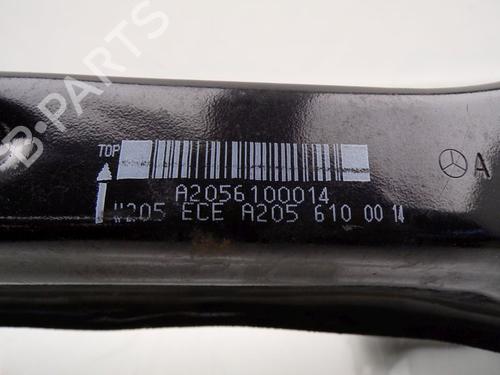 B-PARTS
TOP
A2056100014
W205 ECE A205 610 00 14
A